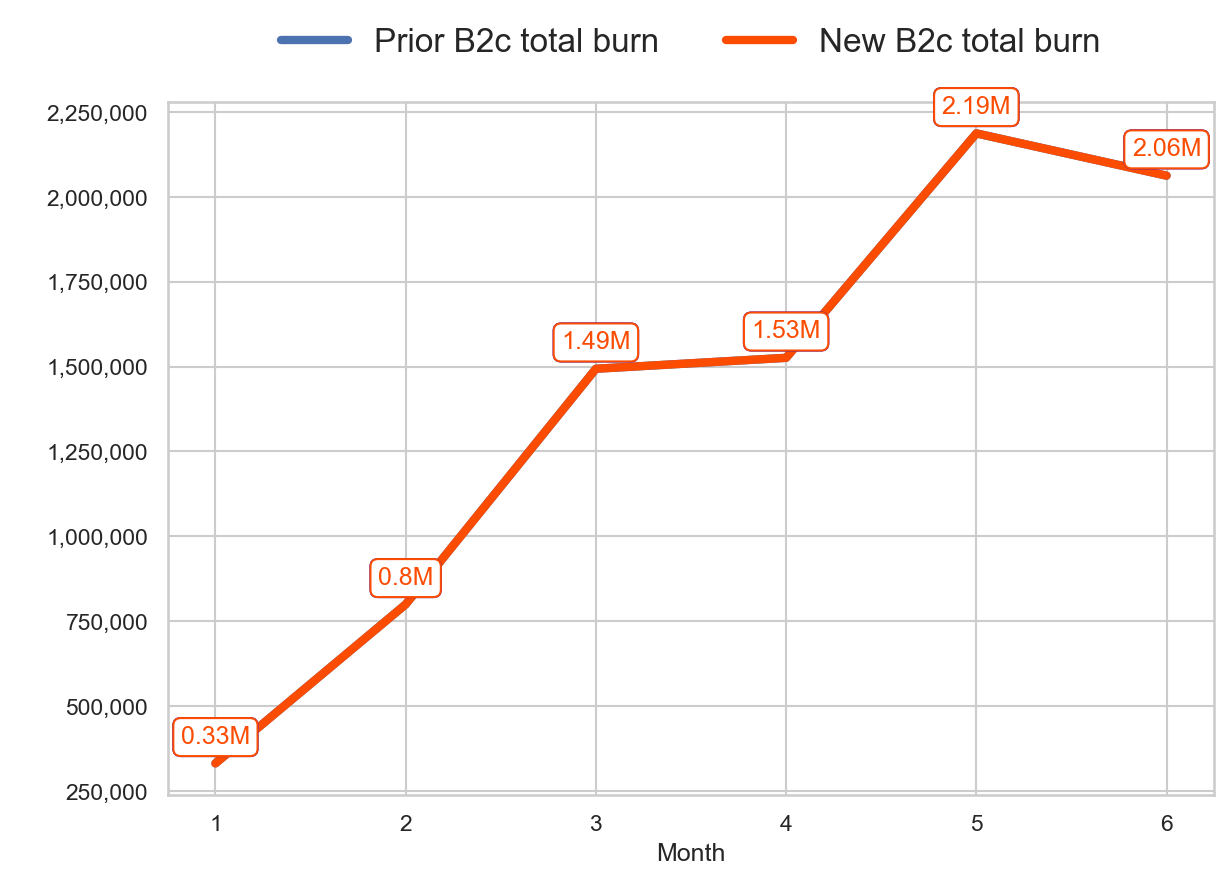 Prior B2c total burn New B2c total burn
2,250,000
2,000,000
1,750,000
1,500,000
1,250,000
1,000,000
750,000
500,000
250,000
0.33M
0.8M
1.49M
1.53M
2.19M
2.06M
1 2 3 4 5 6
Month